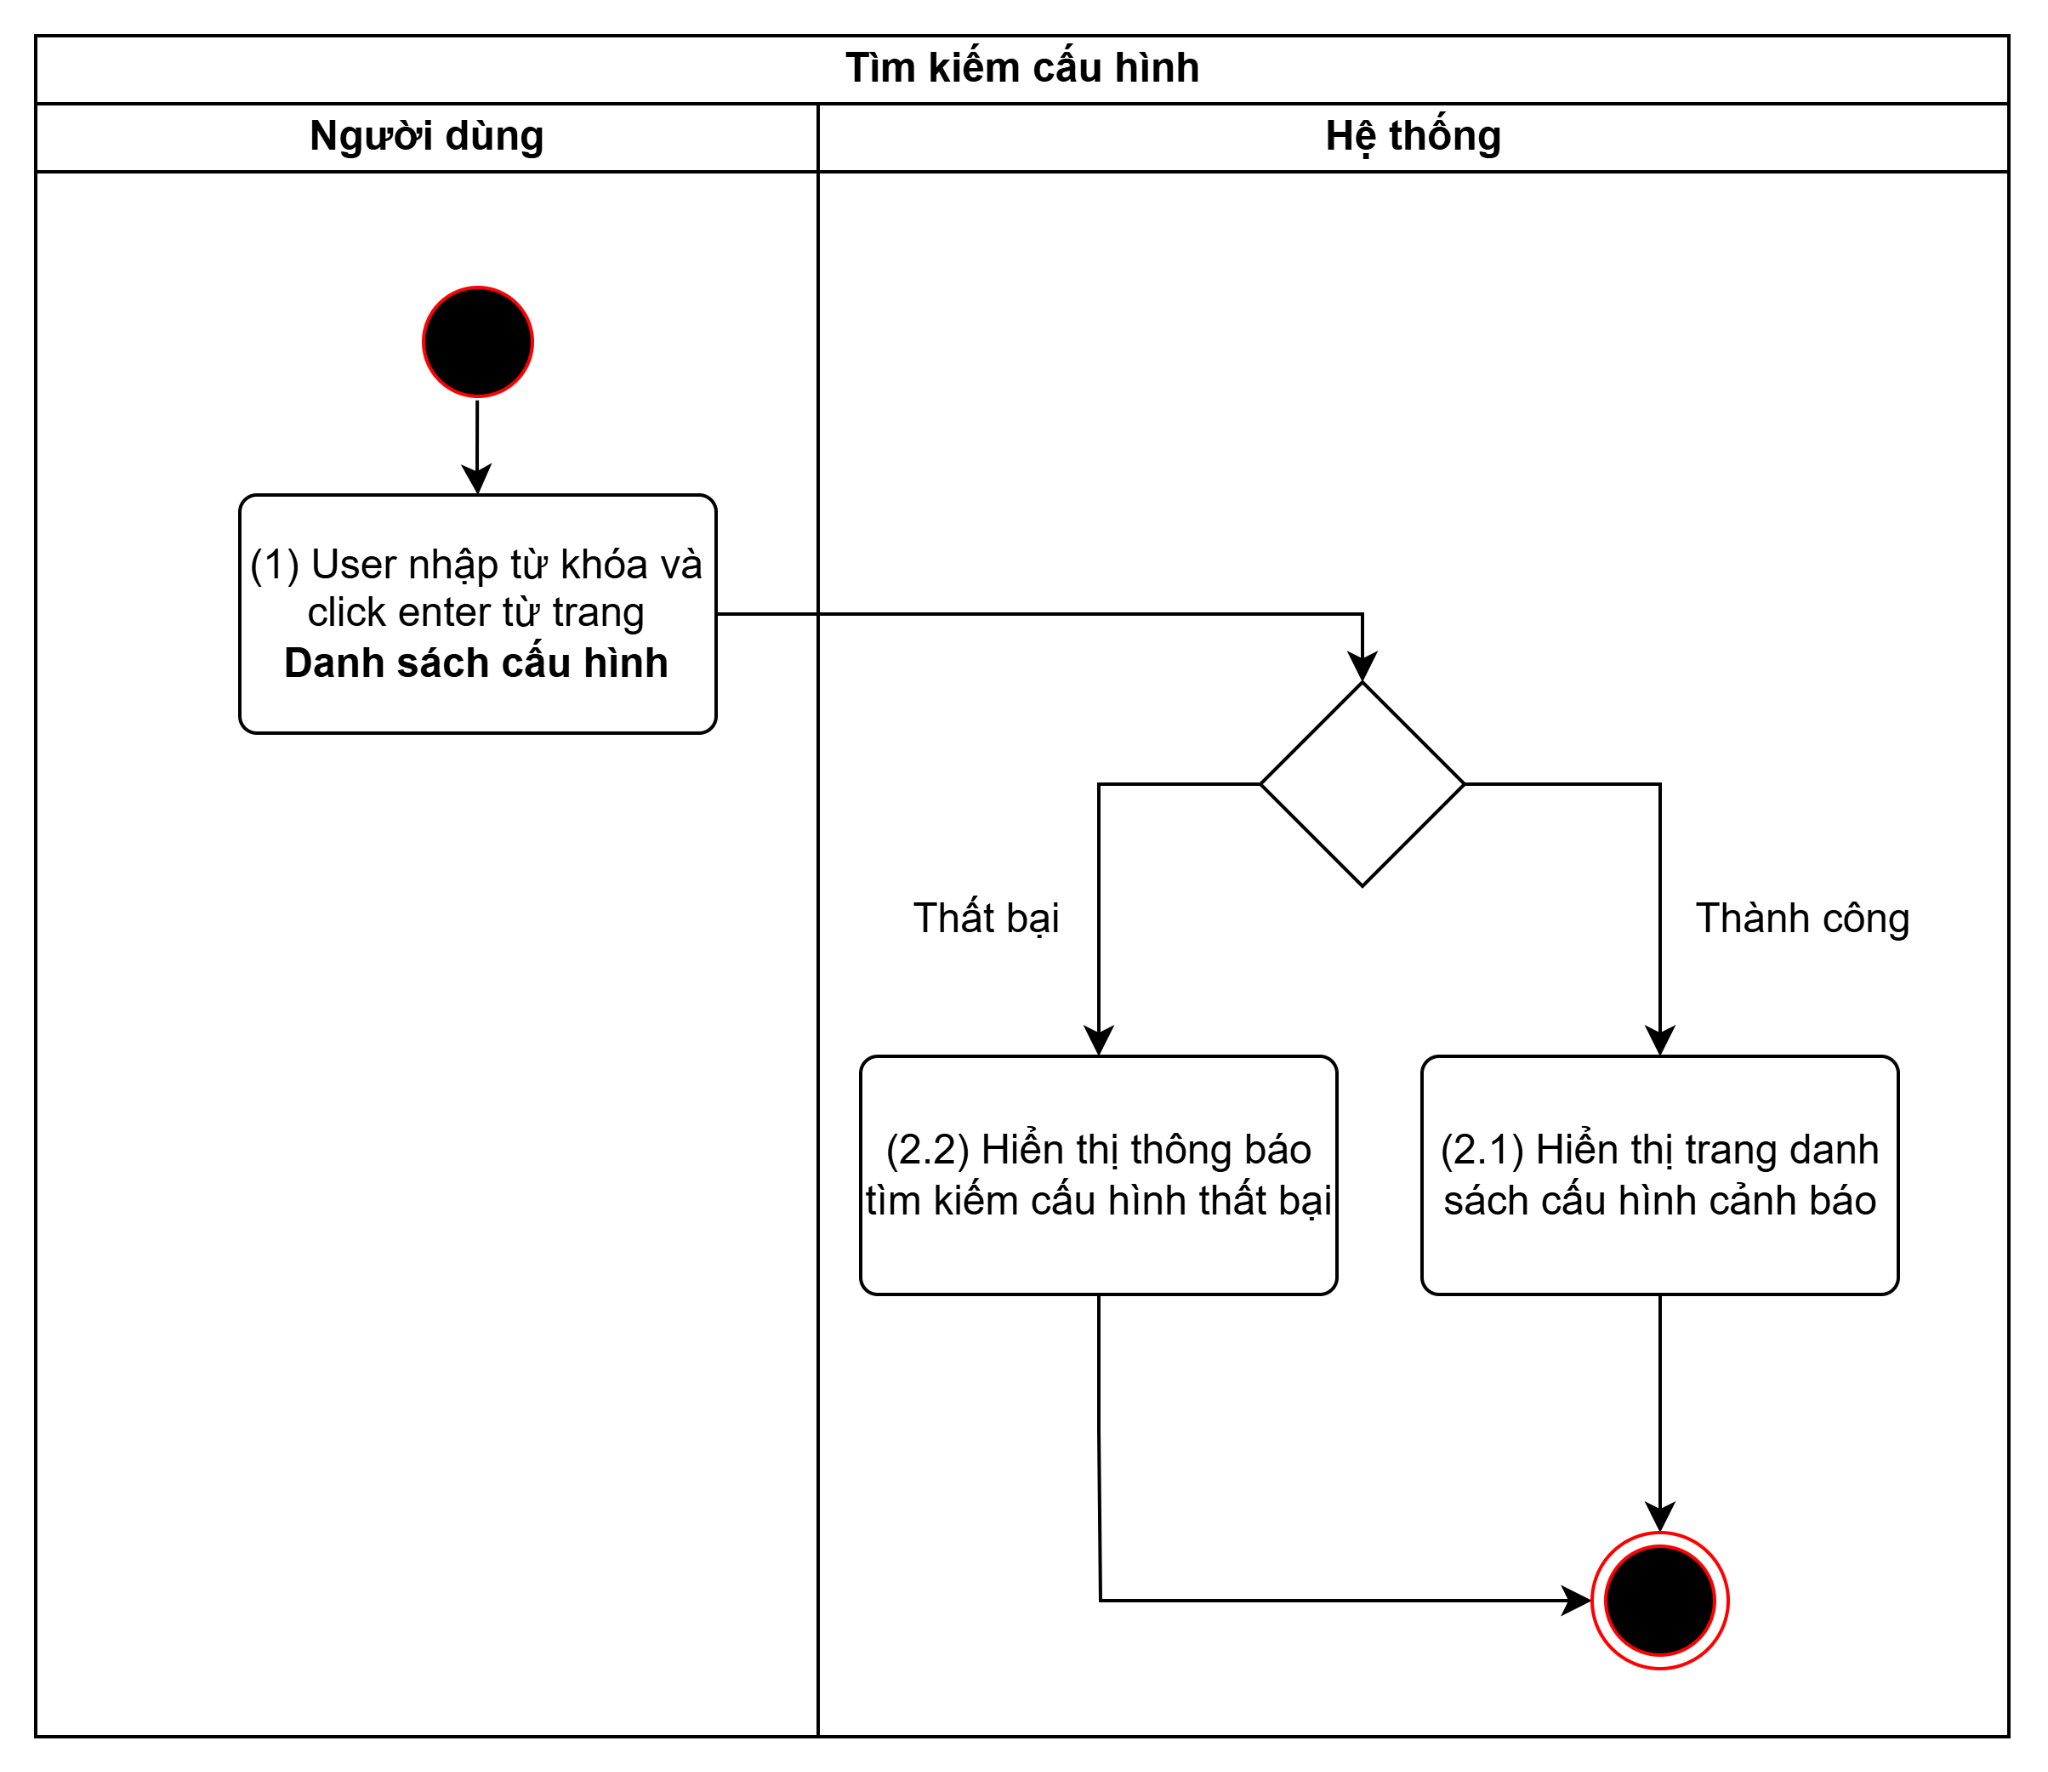 Tìm kiếm cấu hình
Người dùng
Hệ thống
(1) User nhập từ khóa và
click enter từ trang
Danh sách cấu hình
Thất bại
Thành công
(2.2) Hiển thị thông báo
tìm kiếm cấu hình thất bại
(2.1) Hiển thị trang danh
sách cấu hình cảnh báo